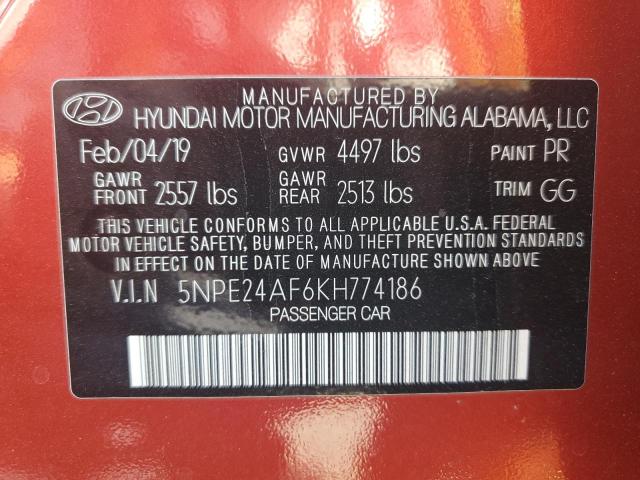 MANUFACTURED BY
HYUNDAI MOTOR MANUFACTURING ALABAMA, LLC
Feb/04/19 GVWR 4497 lbs PAINT PR
GAWR FRONT 2557 lbs GAWR REAR 2513 lbs TRIM GG
THIS VEHICLE CONFORMS TO ALL APPLICABLE U.S.A. FEDERAL
MOTOR VEHICLE SAFETY, BUMPER, AND THEFT PREVENTION STANDARDS
IN EFFECT ON THE DATE OF MANUFACTURE SHOWN ABOVE
V.I.N 5NPE24AF6KH774186
PASSENGER CAR